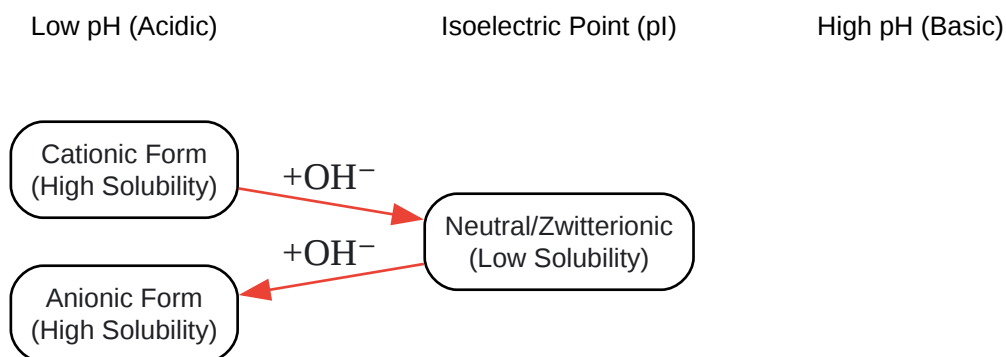 Low pH (Acidic)
Isoelectric Point (pI)
High pH (Basic)
Cationic Form
(High Solubility)
+OH⁻
Neutral/Zwitterionic
(Low Solubility)
+OH⁻
Anionic Form
(High Solubility)